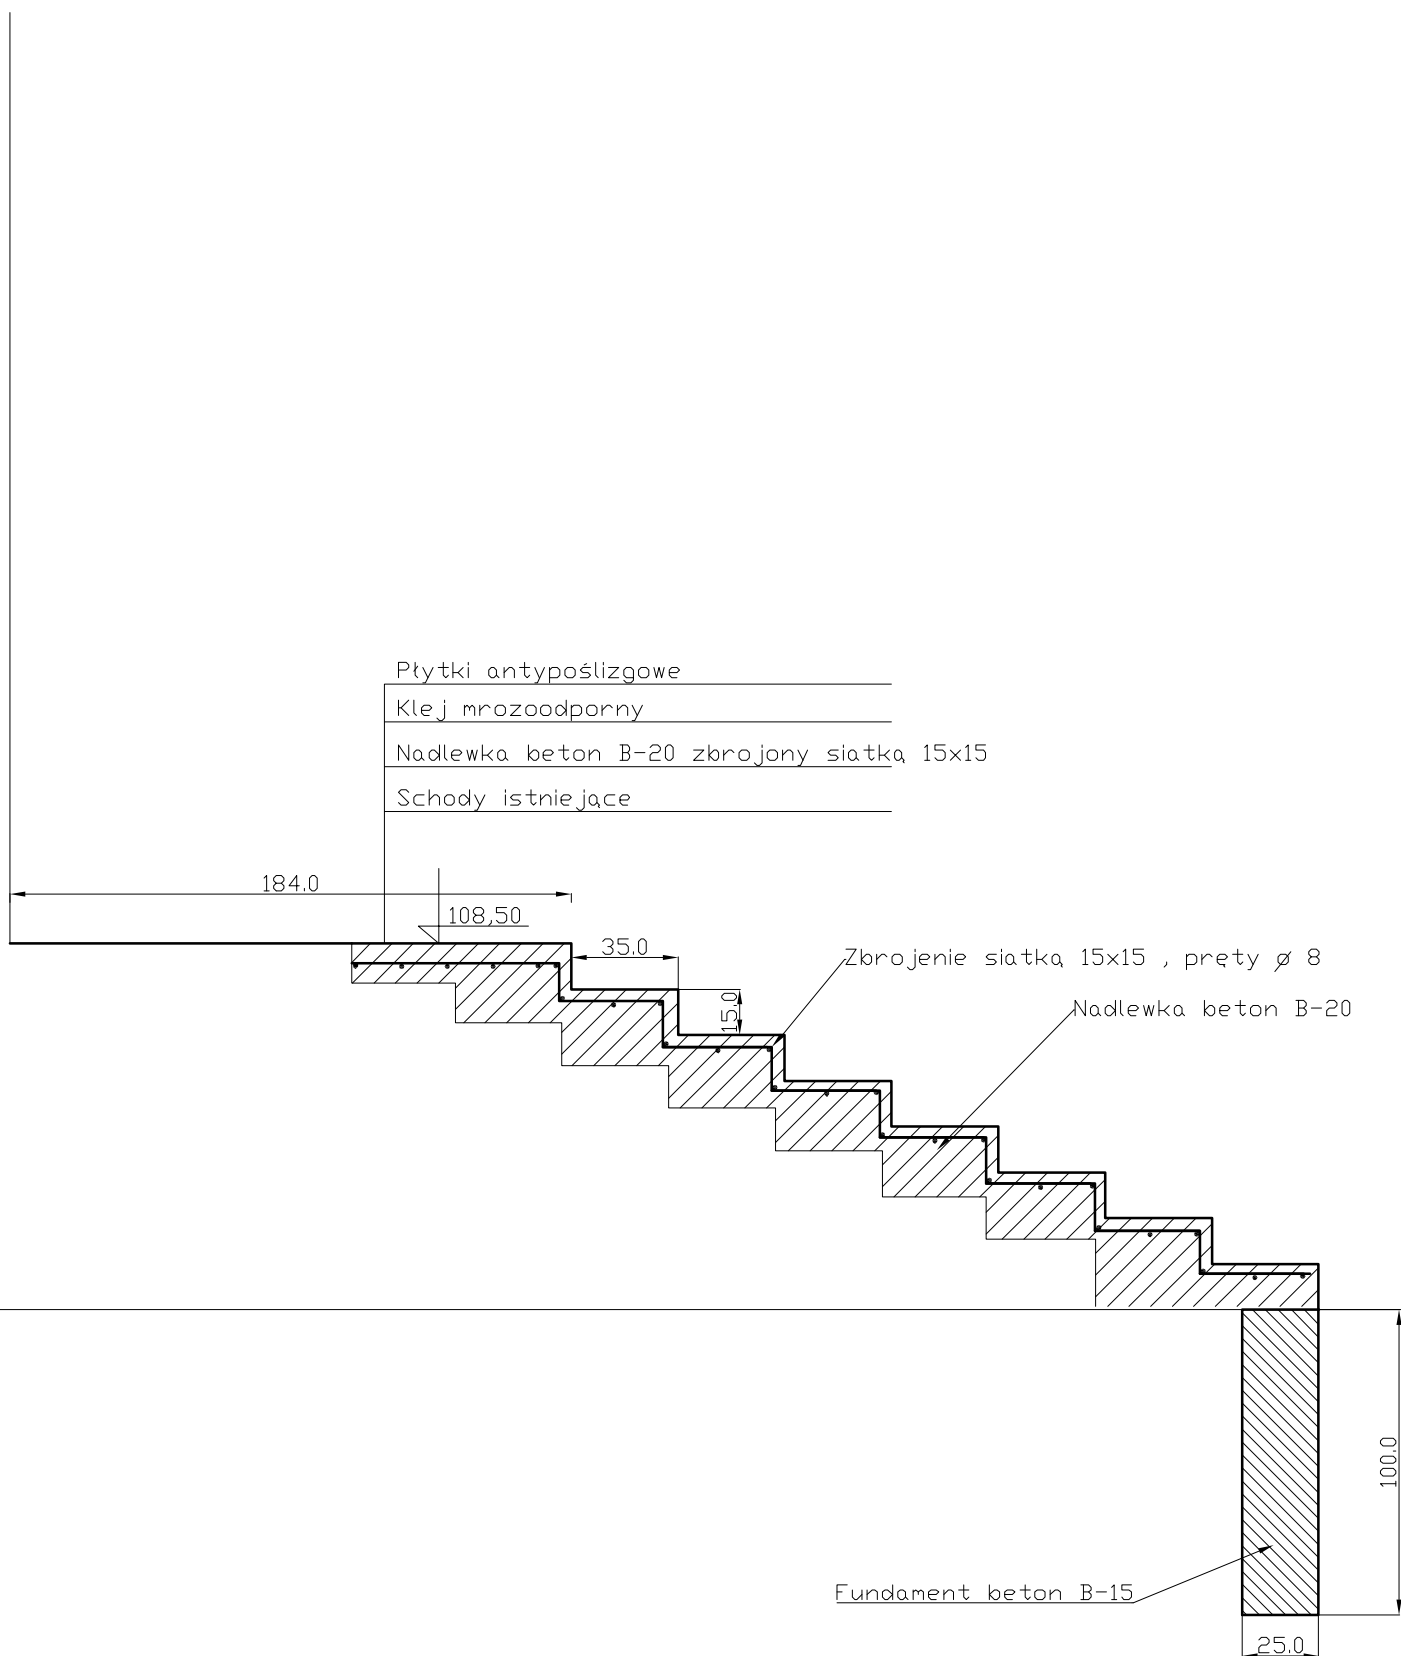 Płytki antypoślizgowe
Klej mrozoodporny
Nadlewka beton B-20 zbrojony siatką 15x15
Schody istniejące
184.0
108,50
35.0
15.0
Zbrojenie siatką 15x15 , pręty ø 8
Nadlewka beton B-20
100.0
Fundament beton B-15
25.0